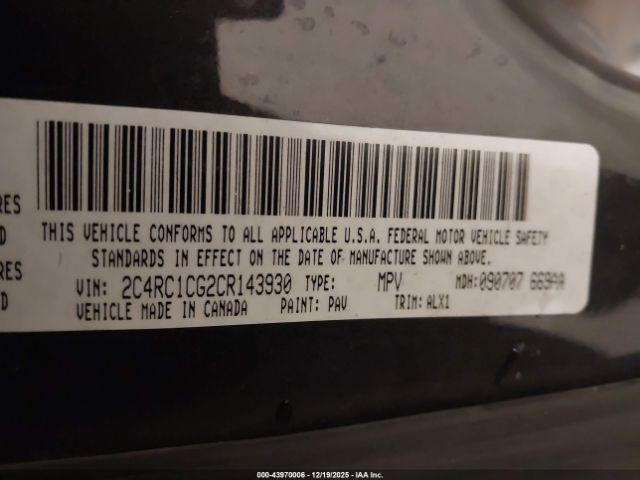 RES
THIS VEHICLE CONFORMS TO ALL APPLICABLE U.S.A. FEDERAL MOTOR VEHICLE SAFETY
D
STANDARDS IN EFFECT ON THE DATE OF MANUFACTURE SHOWN ABOVE.
RES
VIN: 2C4RC1CG2CR143930 TYPE: MPV MDH:090707 669AA
D
VEHICLE MADE IN CANADA PAINT: PAV TRIM: ALX1
000-43970006 - 12/19/2025 - IAA Inc.